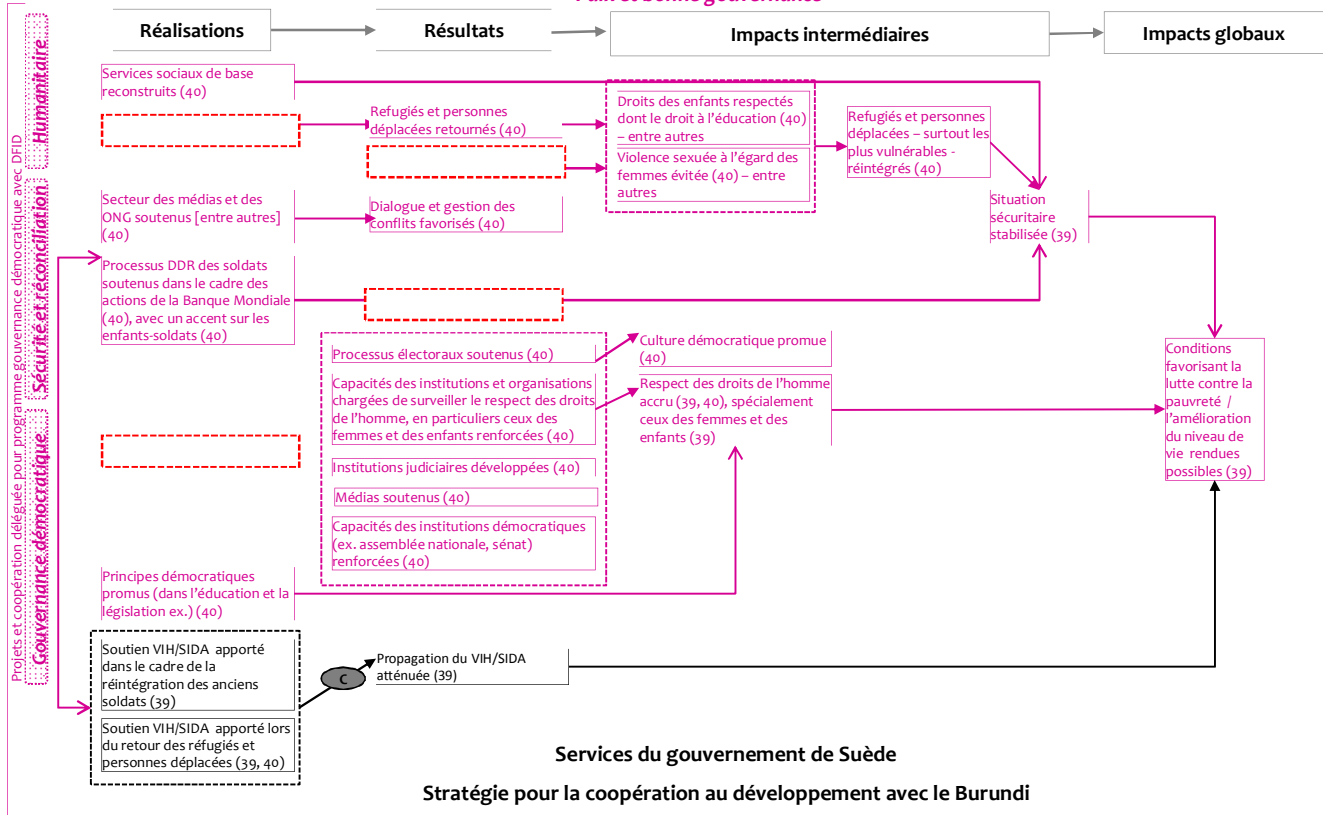 Paix et bonne gouvernance
Réalisations
Résultats
Impacts intermédiaires
Impacts globaux
Projets et coopération déléguée pour programme gouvernance démocratique avec DFID
Humanitaire
Sécurité et réconciliation
Gouvernance démocratique
Services sociaux de base
reconstruits (40)
Refugiés et personnes
déplacées retournés (40)
Droits des enfants respectés
dont le droit à l'éducation (40)
– entre autres
Violence sexuée à l'égard des
femmes évitée (40) – entre
autres
Refugiés et personnes
déplacées – surtout les
plus vulnérables -
réintégrés (40)
Secteur des médias et des
ONG soutenus [entre autres]
(40)
Dialogue et gestion des
conflits favorisés (40)
Situation
sécuritaire
stabilisée (39)
Processus DDR des soldats
soutenus dans le cadre des
actions de la Banque Mondiale
(40), avec un accent sur les
enfants-soldats (40)
Processus électoraux soutenus (40)
Capacités des institutions et organisations
chargées de surveiller le respect des droits
de l'homme, en particuliers ceux des
femmes et des enfants renforcées (40)
Institutions judiciaires développées (40)
Médias soutenus (40)
Capacités des institutions démocratiques
(ex. assemblée nationale, sénat)
renforcées (40)
Culture démocratique promue
(40)
Respect des droits de l'homme
accru (39, 40), spécialement
ceux des femmes et des
enfants (39)
Conditions
favorisant la
lutte contre la
pauvreté /
l'amélioration
du niveau de
vie rendues
possibles (39)
Principes démocratiques
promus (dans l'éducation et la
législation ex.) (40)
Soutien VIH/SIDA apporté
dans le cadre de la
réintégration des anciens
soldats (39)
Soutien VIH/SIDA apporté lors
du retour des réfugiés et
personnes déplacées (39, 40)
C
Propagation du VIH/SIDA
atténuée (39)
Services du gouvernement de Suède
Stratégie pour la coopération au développement avec le Burundi